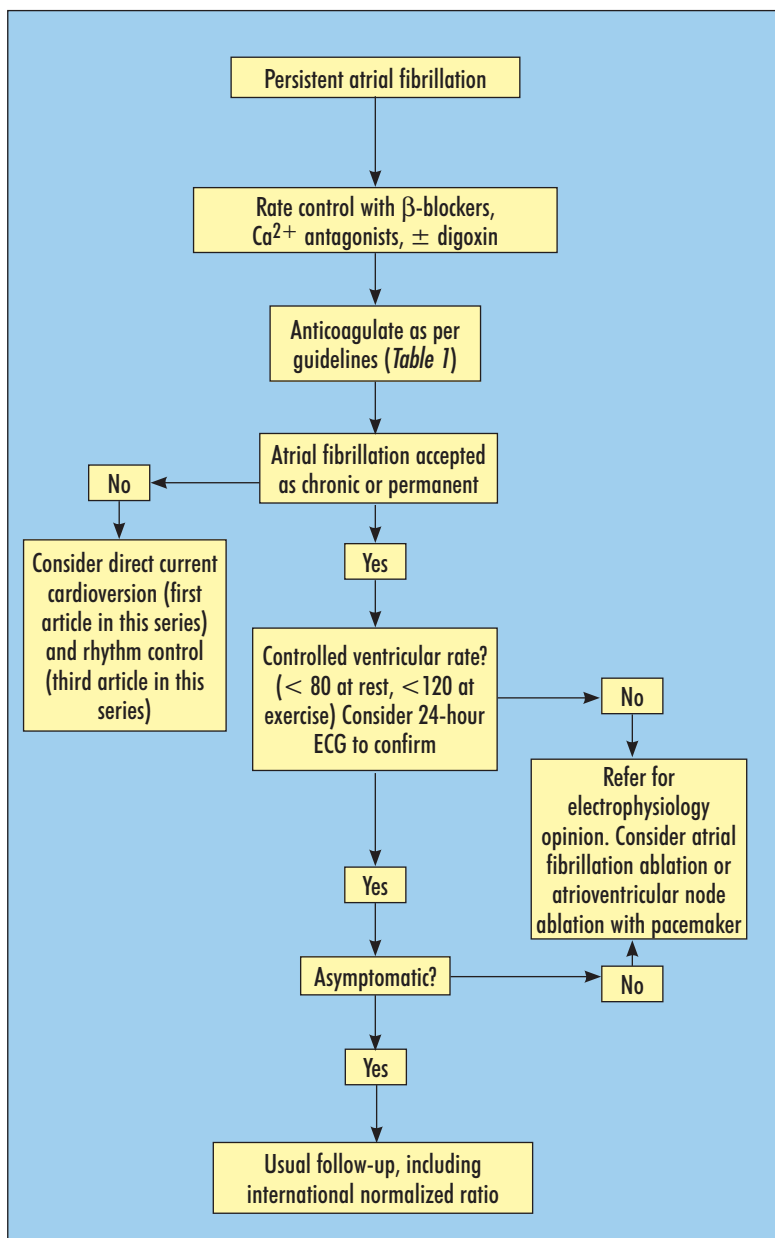 Persistent atrial fibrillation
Rate control with β-blockers,
Ca²⁺ antagonists, ± digoxin
Anticoagulate as per
guidelines (Table 1)
Atrial fibrillation accepted
as chronic or permanent
No
Consider direct current
cardioversion (first
article in this series)
and rhythm control
(third article in this
series)
Yes
Controlled ventricular rate?
(< 80 at rest, <120 at
exercise) Consider 24-hour
ECG to confirm
No
Refer for
electrophysiology
opinion. Consider atrial
fibrillation ablation or
atrioventricular node
ablation with pacemaker
Yes
Asymptomatic?
No
Yes
Usual follow-up, including
international normalized ratio